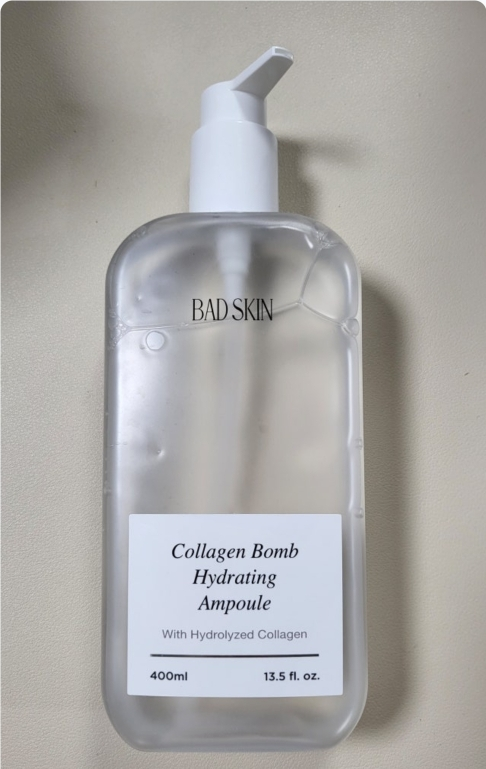 BAD SKIN
Collagen Bomb
Hydrating
Ampoule
With Hydrolyzed Collagen
400ml 13.5 fl. oz.